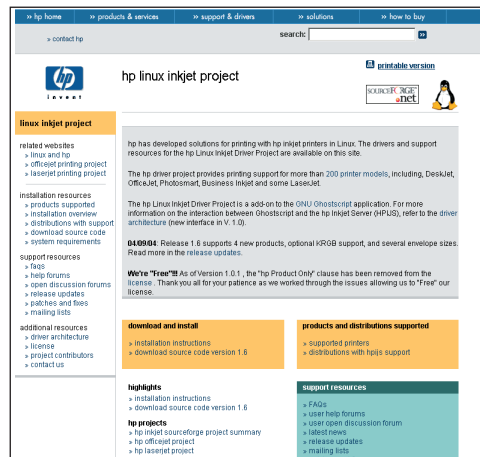 » hp home » products & services » support & drivers » solutions » how to buy
» contact hp
search:
»
printable version
hp
invent
hp linux inkjet project
SOURCEFORGE
.net
linux inkjet project
related websites
» linux and hp
» officejet printing project
» laserjet printing project
installation resources
» products supported
» installation overview
» distributions with support
» download source code
» system requirements
support resources
» faqs
» help forums
» open discussion forums
» release updates
» patches and fixes
» mailing lists
additional resources
» driver architecture
» license
» project contributors
» contact us
hp has developed solutions for printing with hp inkjet printers in Linux. The drivers and support
resources for the hp Linux Inkjet Driver Project are available on this site.
The hp driver project provides printing support for more than 200 printer models, including, DeskJet,
OfficeJet, Photosmart, Business Inkjet and some LaserJet.
The hp Linux Inkjet Driver Project is a add-on to the GNU Ghostscript application. For more
information on the interaction between Ghostscript and the hp Inkjet Server (HPIJS), refer to the driver
architecture (new interface in V. 1.0).
04/09/04: Release 1.6 supports 4 new products, optional KRGB support, and several envelope sizes.
Read more in the release updates.
We're "Free"!!! As of Version 1.0.1 , the "hp Product Only" clause has been removed from the
license . Thank you all for your patience as we worked through the issues allowing us to "Free" our
license.
download and install
» installation instructions
» download source code version 1.6
products and distributions supported
» supported printers
» distributions with hpijs support
highlights
» installation instructions
» download source code version 1.6
hp projects
» hp inkjet sourceforge project summary
» hp officejet project
» hp laserjet project
support resources
» FAQs
» user help forums
» user open discussion forum
» latest news
» release updates
» mailing lists